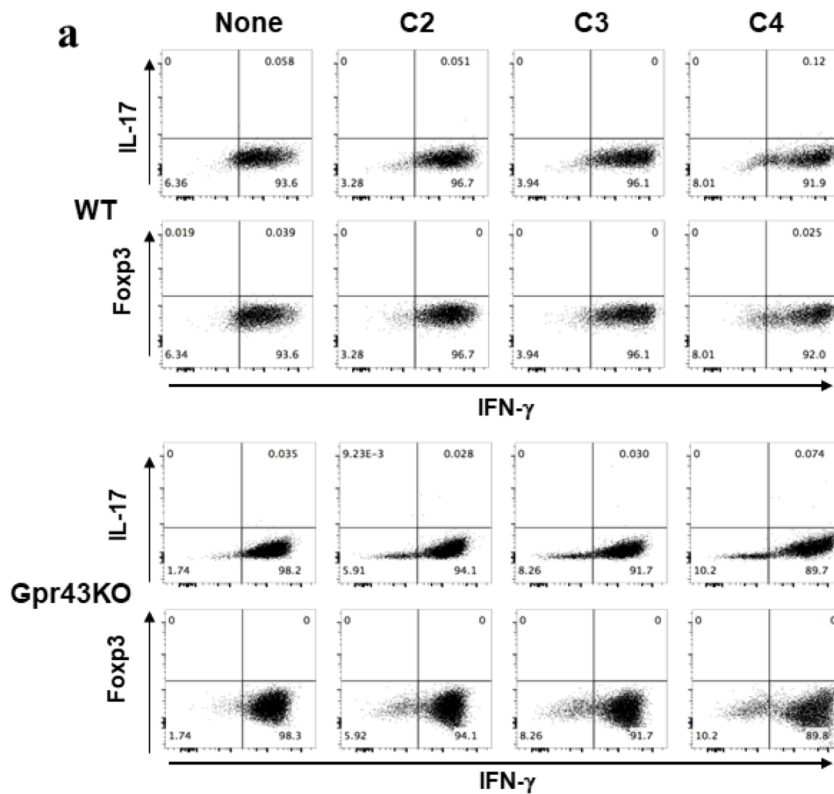 a
None C2 C3 C4
IL-17
0 0.058 0 0.051 0 0 0 0.12
6.36 93.6 3.28 96.7 3.94 96.1 8.01 91.9
WT
Foxp3
0.019 0.039 0 0 0 0 0 0.025
6.34 93.6 3.28 96.7 3.94 96.1 8.01 92.0
IFN-γ
IL-17
0 0.035 9.23E-3 0.028 0 0.030 0 0.074
1.74 98.2 5.91 94.1 8.26 91.7 10.2 89.7
Gpr43KO
Foxp3
0 0 0 0 0 0 0 0
1.74 98.3 5.92 94.1 8.26 91.7 10.2 89.8
IFN-γ